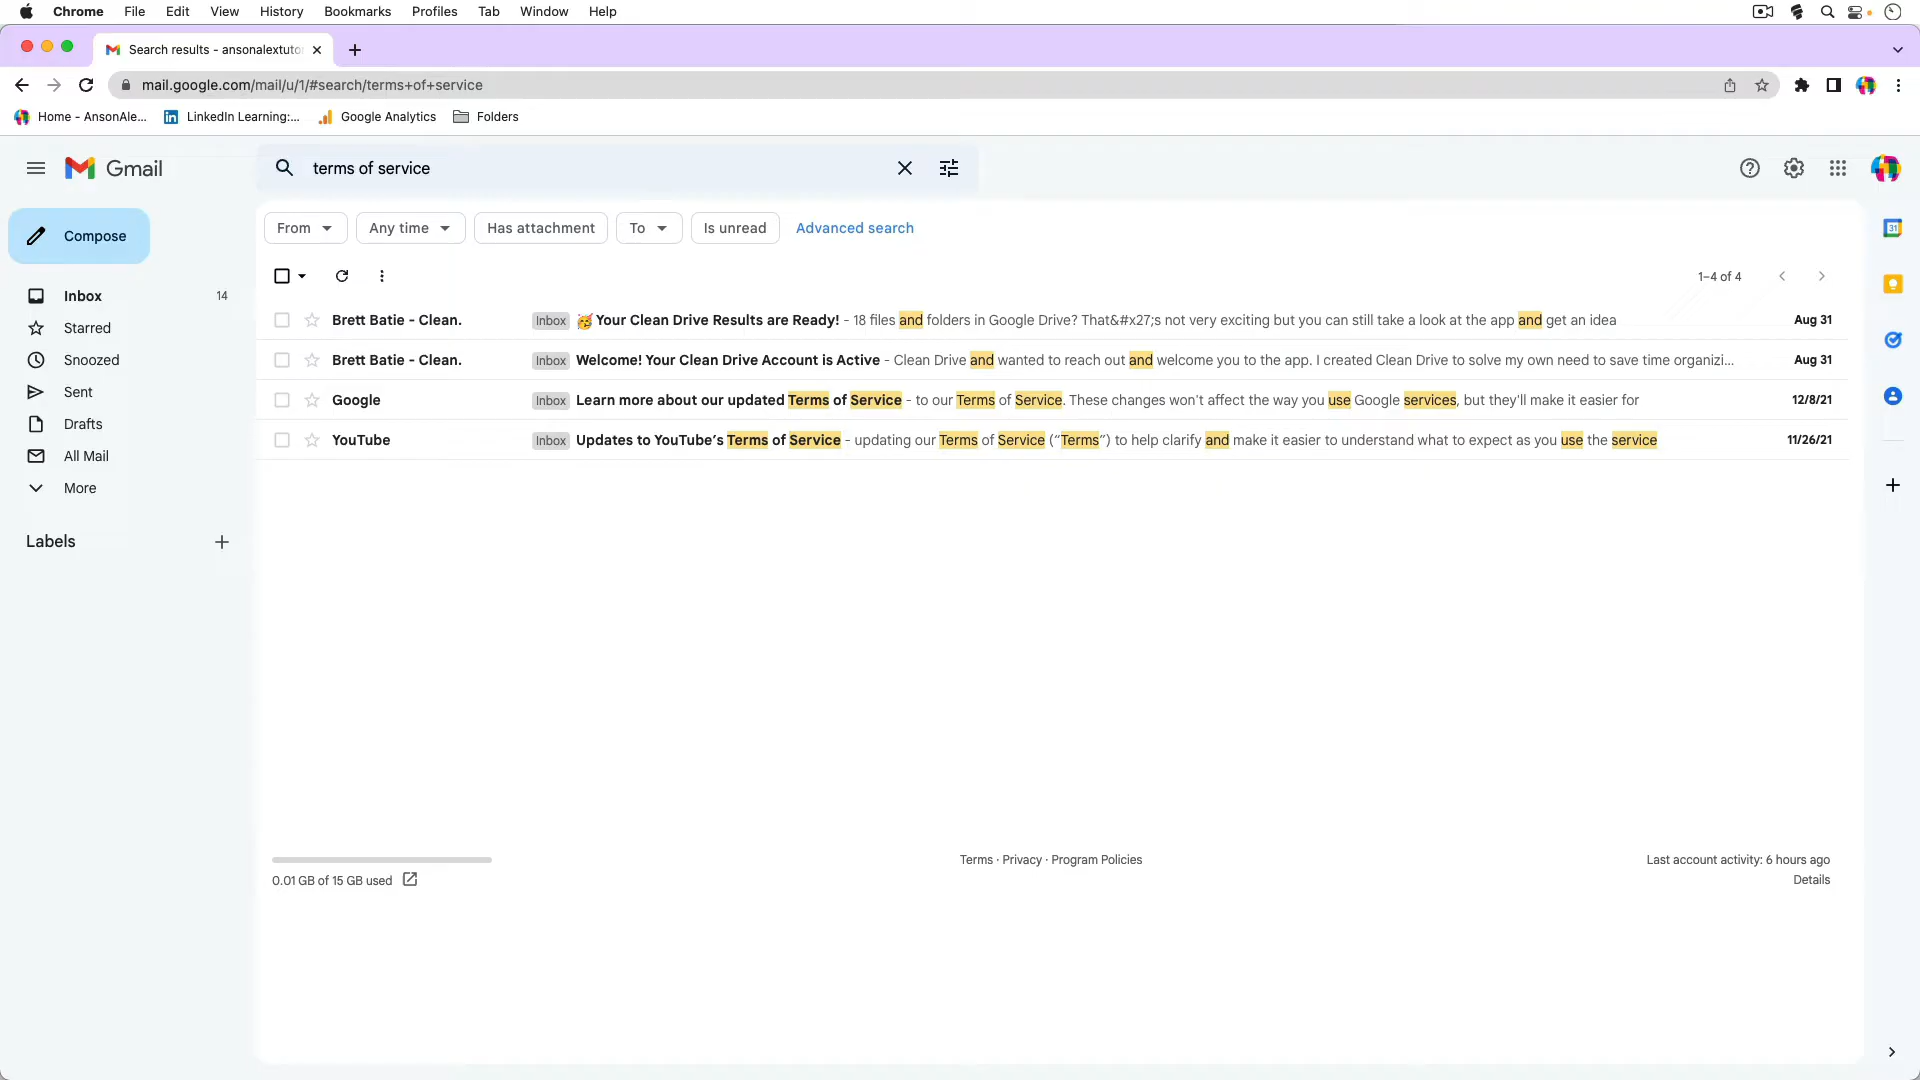 Chrome File Edit View History Bookmarks Profiles Tab Window Help
Search results - ansonalextuto
mail.google.com/mail/u/1/#search/terms+of+service
Home - AnsonAle... LinkedIn Learning:... Google Analytics Folders
Gmail
terms of service
Compose
From Any time Has attachment To Is unread Advanced search
1–4 of 4
Inbox 14
Starred
Snoozed
Sent
Drafts
All Mail
More
Labels
Brett Batie - Clean. Inbox 🥳 Your Clean Drive Results are Ready! - 18 files and folders in Google Drive? That&#x27;s not very exciting but you can still take a look at the app and get an idea Aug 31
Brett Batie - Clean. Inbox Welcome! Your Clean Drive Account is Active - Clean Drive and wanted to reach out and welcome you to the app. I created Clean Drive to solve my own need to save time organizi... Aug 31
Google Inbox Learn more about our updated Terms of Service - to our Terms of Service. These changes won't affect the way you use Google services, but they'll make it easier for 12/8/21
YouTube Inbox Updates to YouTube’s Terms of Service - updating our Terms of Service (“Terms”) to help clarify and make it easier to understand what to expect as you use the service 11/26/21
31
0.01 GB of 15 GB used
Terms · Privacy · Program Policies
Last account activity: 6 hours ago
Details